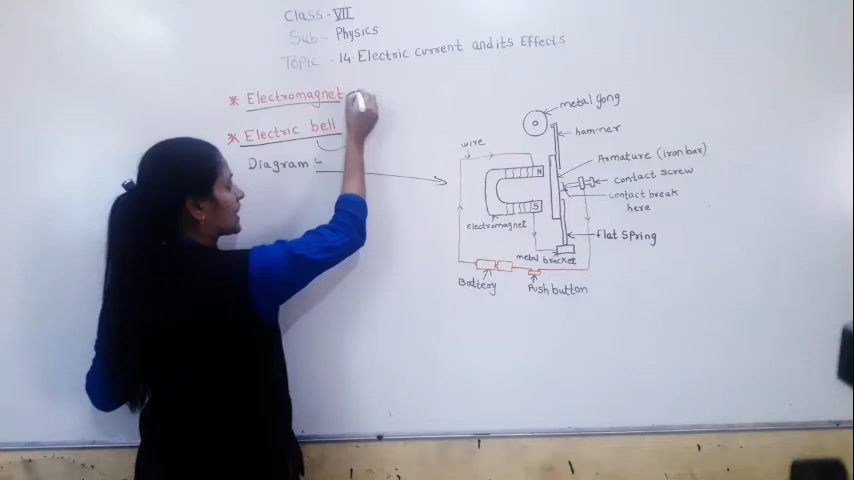 Class - VII
Sub - Physics
Topic - 14 Electric current and its Effects
* Electromagnet
* Electric bell
Diagram :-
metal gong
hammer
wire
Armature (iron bar)
contact screw
N
contact break
here
S
electromagnet
flat spring
metal bracket
Battery
Push button